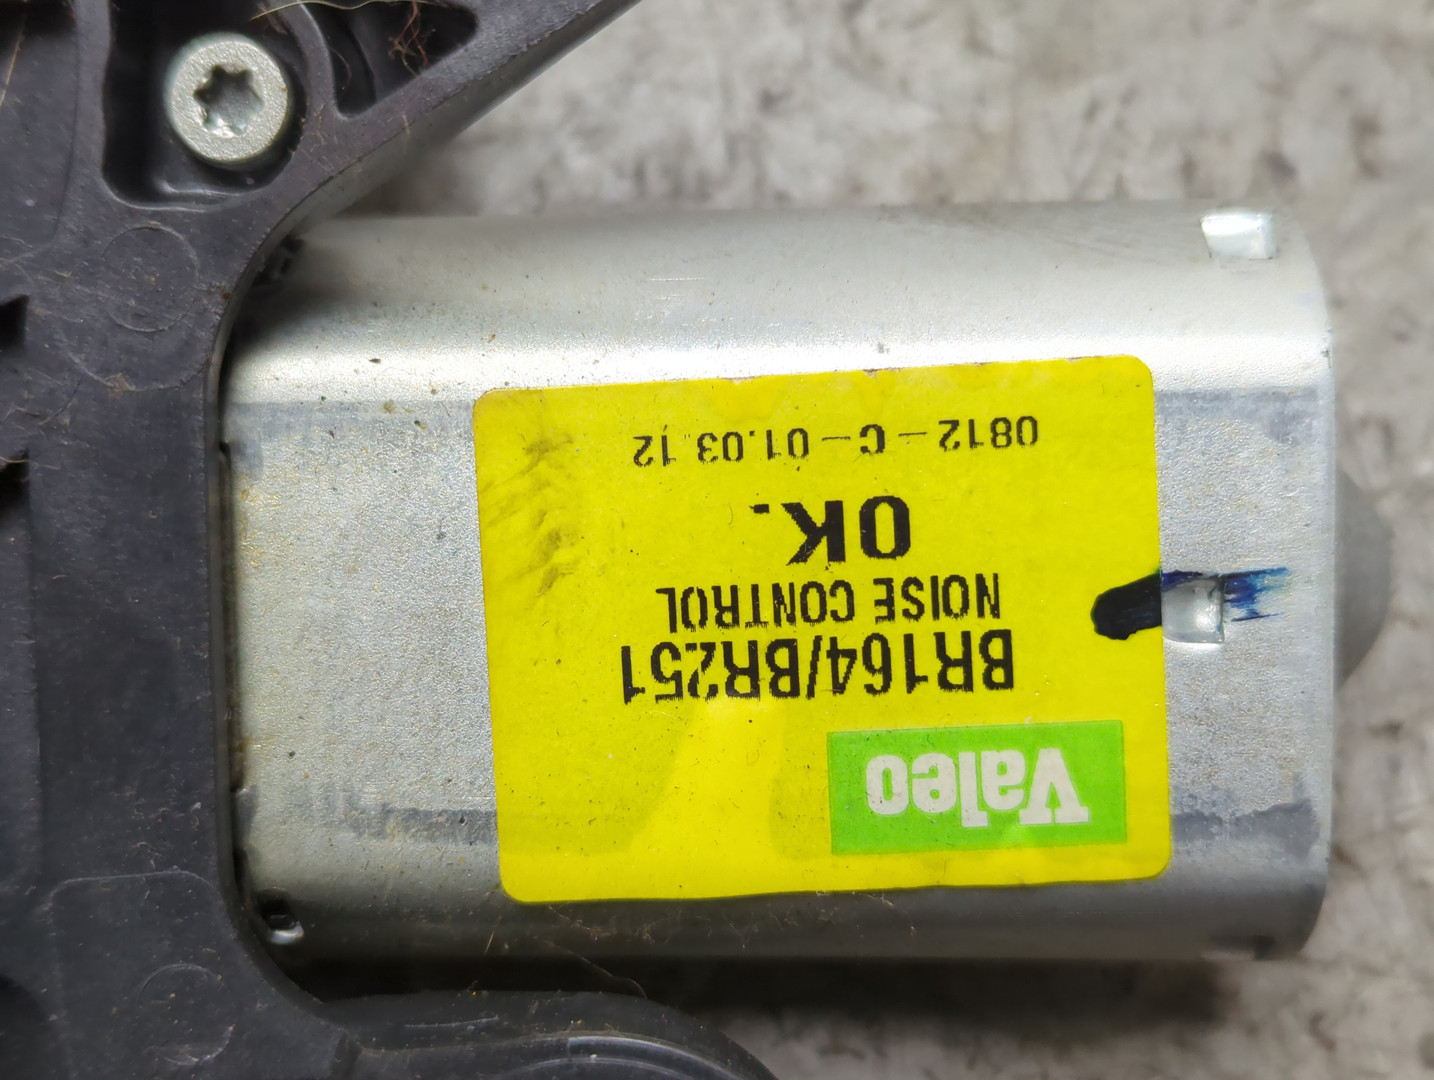 Valeo
BR164/BR251
NOISE CONTROL
OK.
0812-C-01.03 12